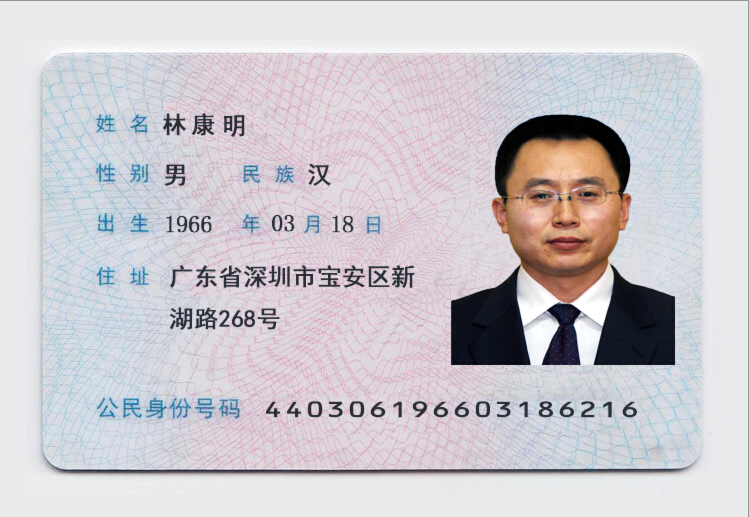 姓名 林康明
性别 男 民族 汉
出生 1966 年 03 月 18 日
住址 广东省深圳市宝安区新
湖路268号
公民身份号码 440306196603186216